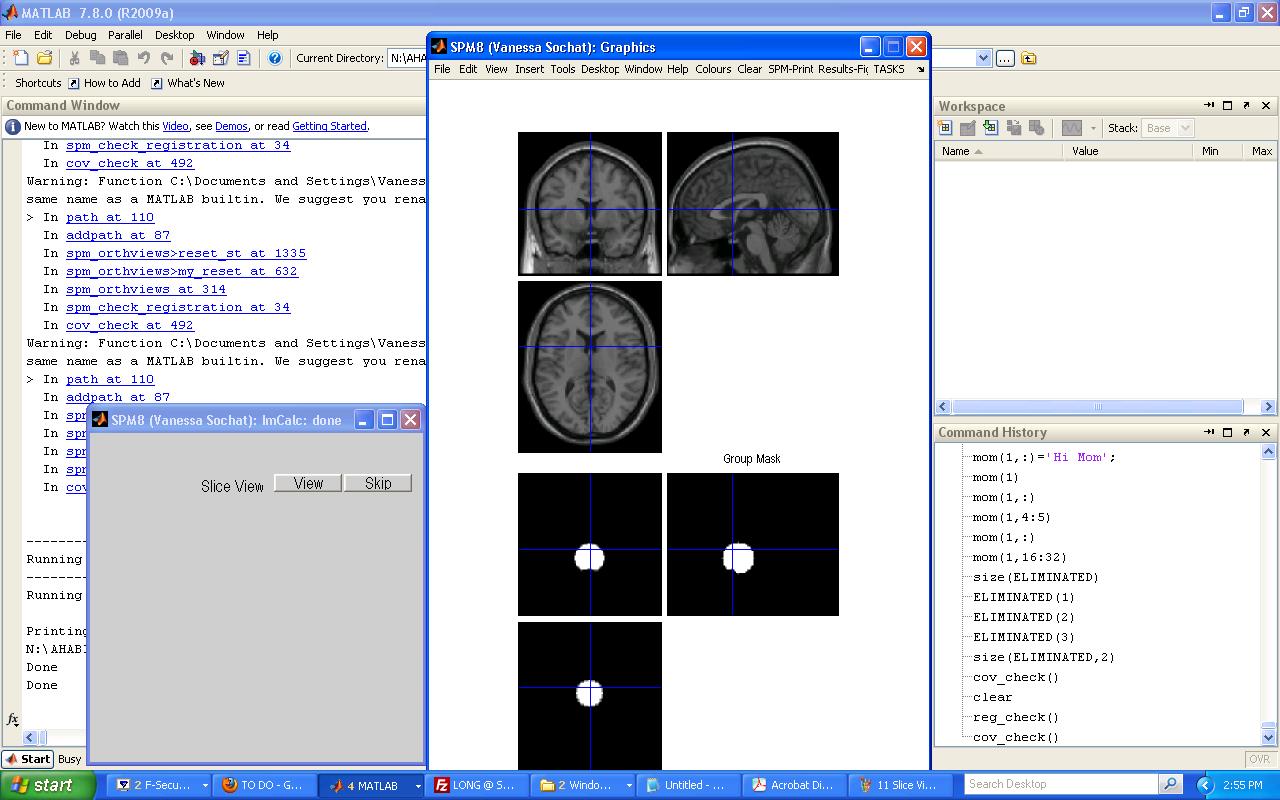 MATLAB 7.8.0 (R2009a)
File Edit Debug Parallel Desktop Window Help
Current Directory: N:\AHA
Shortcuts How to Add What's New
Command Window
New to MATLAB? Watch this Video, see Demos, or read Getting Started.
In spm_check_registration at 34
In cov_check at 492
Warning: Function C:\Documents and Settings\Vaness
same name as a MATLAB builtin. We suggest you rena
> In path at 110
In addpath at 87
In spm_orthviews>reset_st at 1335
In spm_orthviews>my_reset at 632
In spm_orthviews at 314
In spm_check_registration at 34
In cov_check at 492
Warning: Function C:\Documents and Settings\Vaness
same name as a MATLAB builtin. We suggest you rena
> In path at 110
In addpath at 87
In spm
In spm
In spm
In spm
In cov
Running
Running
Printing
N:\AHABI
Done
Done
fx
Start Busy
SPM8 (Vanessa Sochat): ImCalc: done
Slice View View Skip
SPM8 (Vanessa Sochat): Graphics
File Edit View Insert Tools Desktop Window Help Colours Clear SPM-Print Results-Fig TASKS
Group Mask
Workspace
Stack: Base
Name Value Min Max
Command History
mom(1,:)='Hi Mom';
mom(1)
mom(1,:)
mom(1,4:5)
mom(1,:)
mom(1,16:32)
size(ELIMINATED)
ELIMINATED(1)
ELIMINATED(2)
ELIMINATED(3)
size(ELIMINATED,2)
cov_check()
clear
reg_check()
cov_check()
OVR
start 2 F-Secu... TO DO - G... 4 MATLAB LONG @ S... 2 Windo... Untitled - ... Acrobat Di... 11 Slice Vi... Search Desktop 2:55 PM